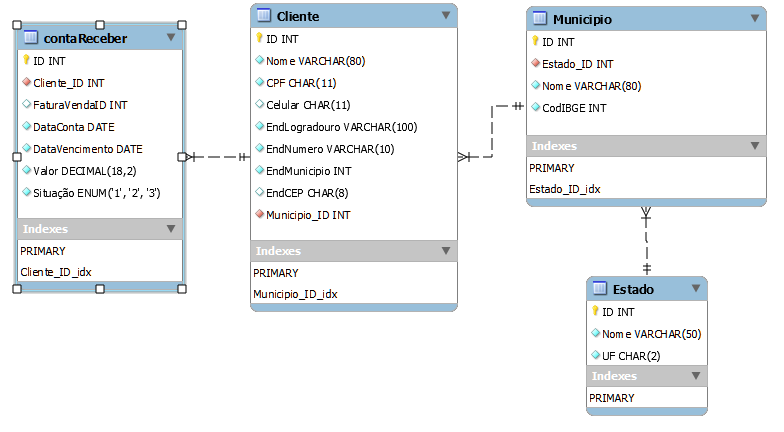 contaReceber
ID INT
Cliente_ID INT
FaturaVendaID INT
DataConta DATE
DataVencimento DATE
Valor DECIMAL(18,2)
Situação ENUM('1', '2', '3')
Indexes
PRIMARY
Cliente_ID_idx
Cliente
ID INT
Nome VARCHAR(80)
CPF CHAR(11)
Celular CHAR(11)
EndLogradouro VARCHAR(100)
EndNumero VARCHAR(10)
EndMunicipio INT
EndCEP CHAR(8)
Municipio_ID INT
Indexes
PRIMARY
Municipio_ID_idx
Municipio
ID INT
Estado_ID INT
Nome VARCHAR(80)
CodIBGE INT
Indexes
PRIMARY
Estado_ID_idx
Estado
ID INT
Nome VARCHAR(50)
UF CHAR(2)
Indexes
PRIMARY